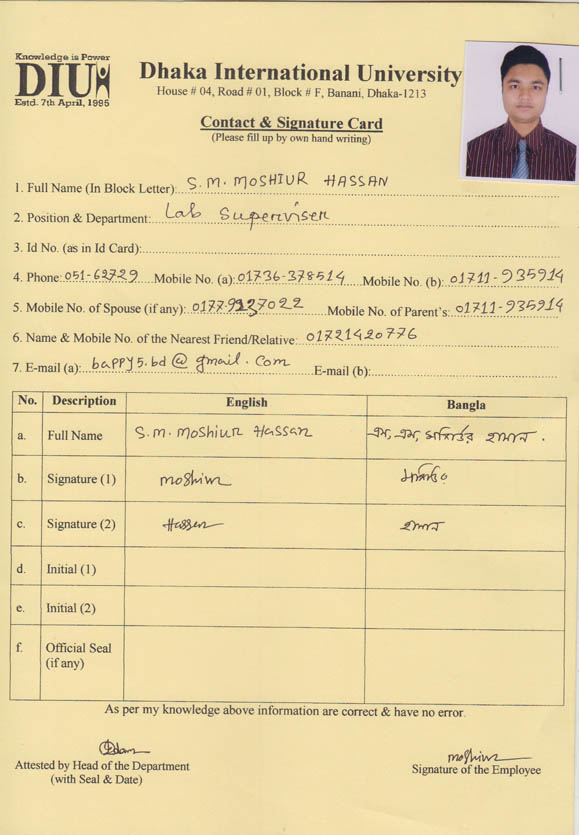 Knowledge is Power
DIU
Estd. 7th April, 1995
Dhaka International University
House # 04, Road # 01, Block # F, Banani, Dhaka-1213
Contact & Signature Card
(Please fill up by own hand writing)
1. Full Name (In Block Letter): S.M. MOSHIUR HASSAN
2. Position & Department: Lab Superviser
3. Id No. (as in Id Card):
4. Phone: 051-62729 Mobile No. (a): 01736-378514 Mobile No. (b): 01711-935914
5. Mobile No. of Spouse (if any): Mobile No. of Parent's: 01711-935914
6. Name & Mobile No. of the Nearest Friend/Relative: 01721420776
7. E-mail (a): bappy5.bd@gmail.com E-mail (b):
No. Description English Bangla
a. Full Name S.M. Moshiur Hassan এস, এম, মশিউর হাসান.
b. Signature (1) moshiur মশিউর
c. Signature (2) Hassan হাসান
d. Initial (1)
e. Initial (2)
f. Official Seal
(if any)
As per my knowledge above information are correct & have no error.
moshiur
Attested by Head of the Department
(with Seal & Date)
Signature of the Employee